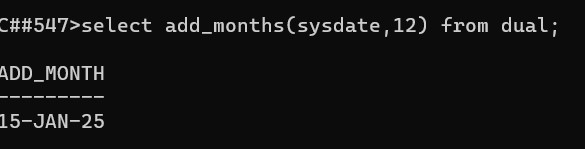 C##547>select add_months(sysdate,12) from dual;
ADD_MONTH
---------
15-JAN-25